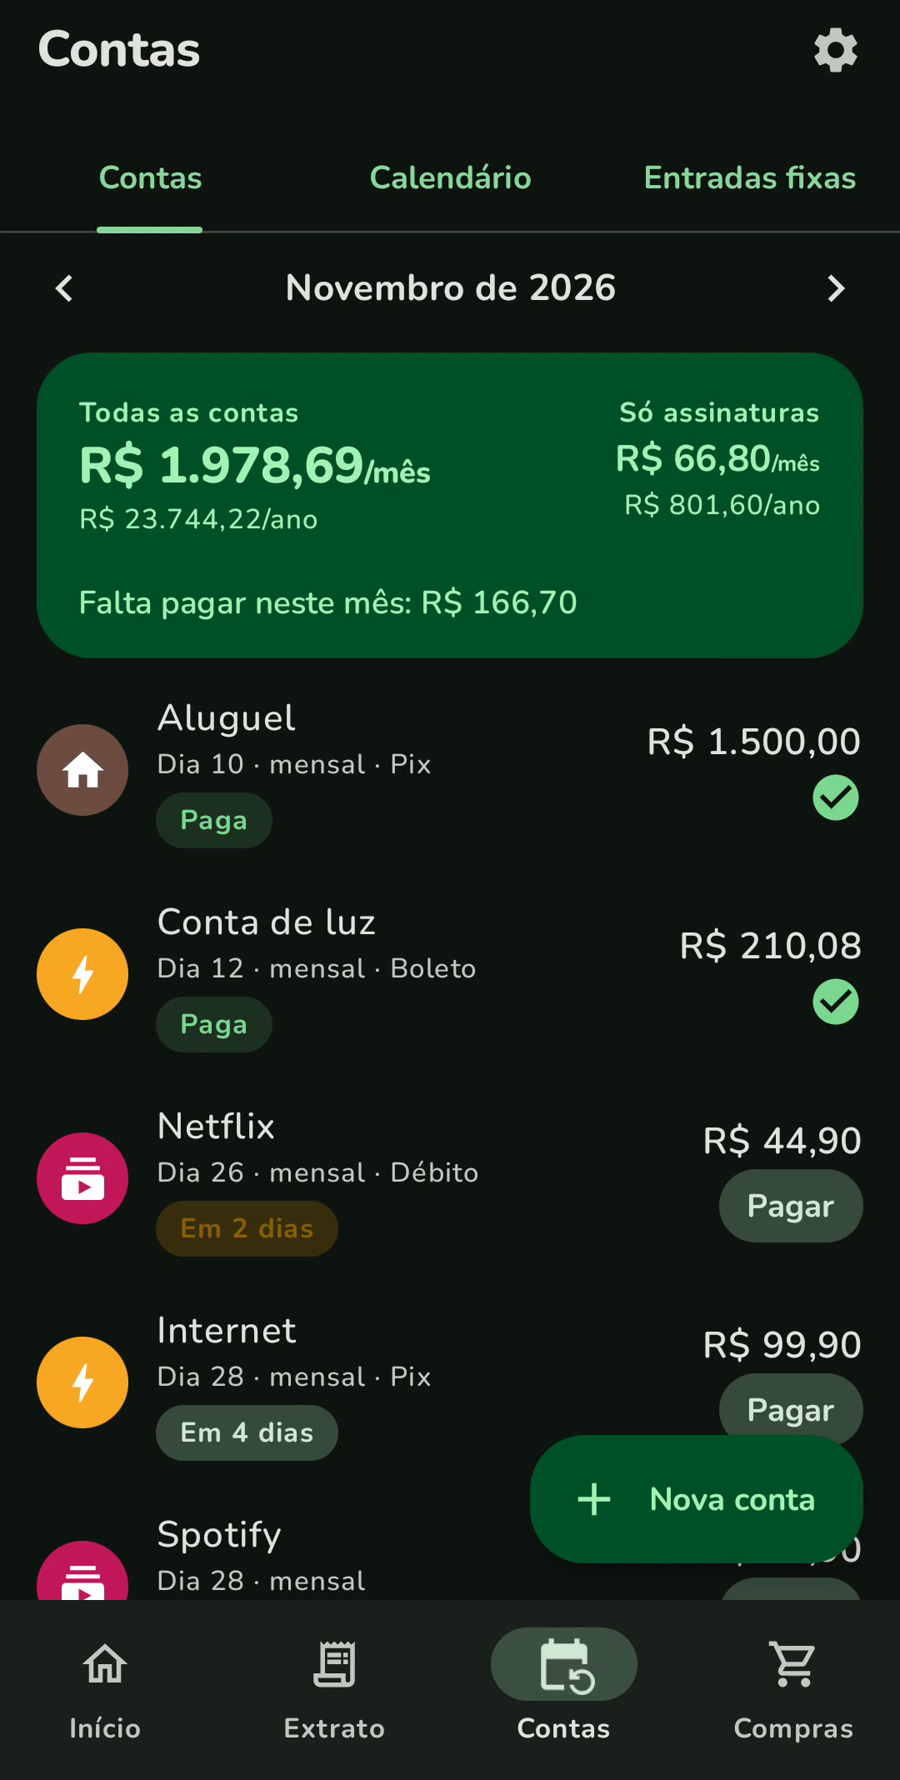 Contas
Contas Calendário Entradas fixas
Novembro de 2026
Todas as contas
R$ 1.978,69/mês
R$ 23.744,22/ano
Só assinaturas
R$ 66,80/mês
R$ 801,60/ano
Falta pagar neste mês: R$ 166,70
Aluguel
Dia 10 · mensal · Pix
Paga
R$ 1.500,00
Conta de luz
Dia 12 · mensal · Boleto
Paga
R$ 210,08
Netflix
Dia 26 · mensal · Débito
Em 2 dias
R$ 44,90
Pagar
Internet
Dia 28 · mensal · Pix
Em 4 dias
R$ 99,90
Pagar
Nova conta
Spotify
Dia 28 · mensal
Início Extrato Contas Compras